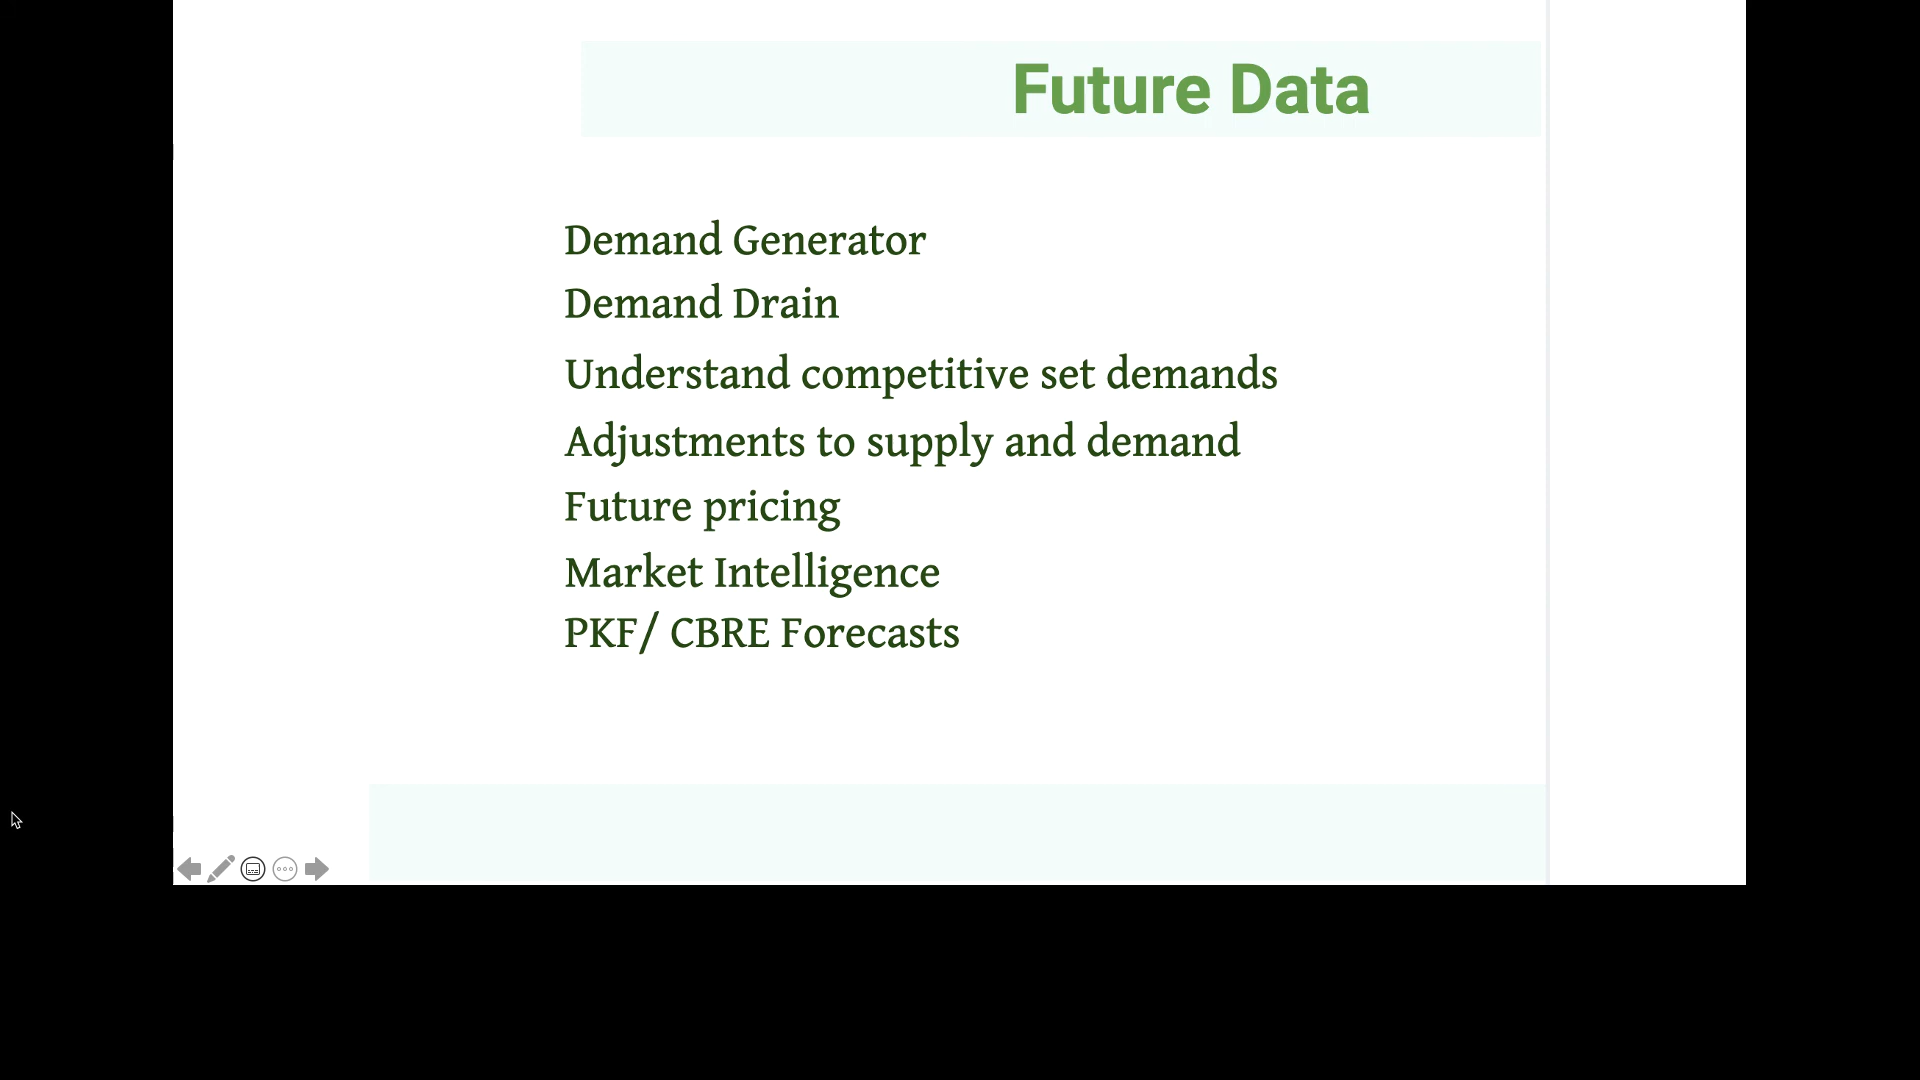 Future Data
Demand Generator
Demand Drain
Understand competitive set demands
Adjustments to supply and demand
Future pricing
Market Intelligence
PKF/ CBRE Forecasts